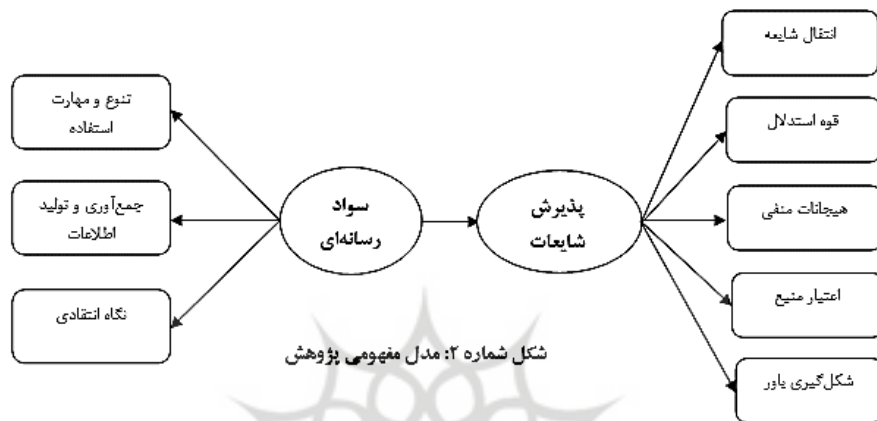 انتقال شایعه
قوه استدلال
هیجانات منفی
اعتبار منبع
شکل‌گیری باور
پذیرش
شایعات
سواد
رسانه‌ای
تنوع و مهارت
استفاده
جمع‌آوری و تولید
اطلاعات
نگاه انتقادی
شکل شماره ۲: مدل مفهومی پژوهش